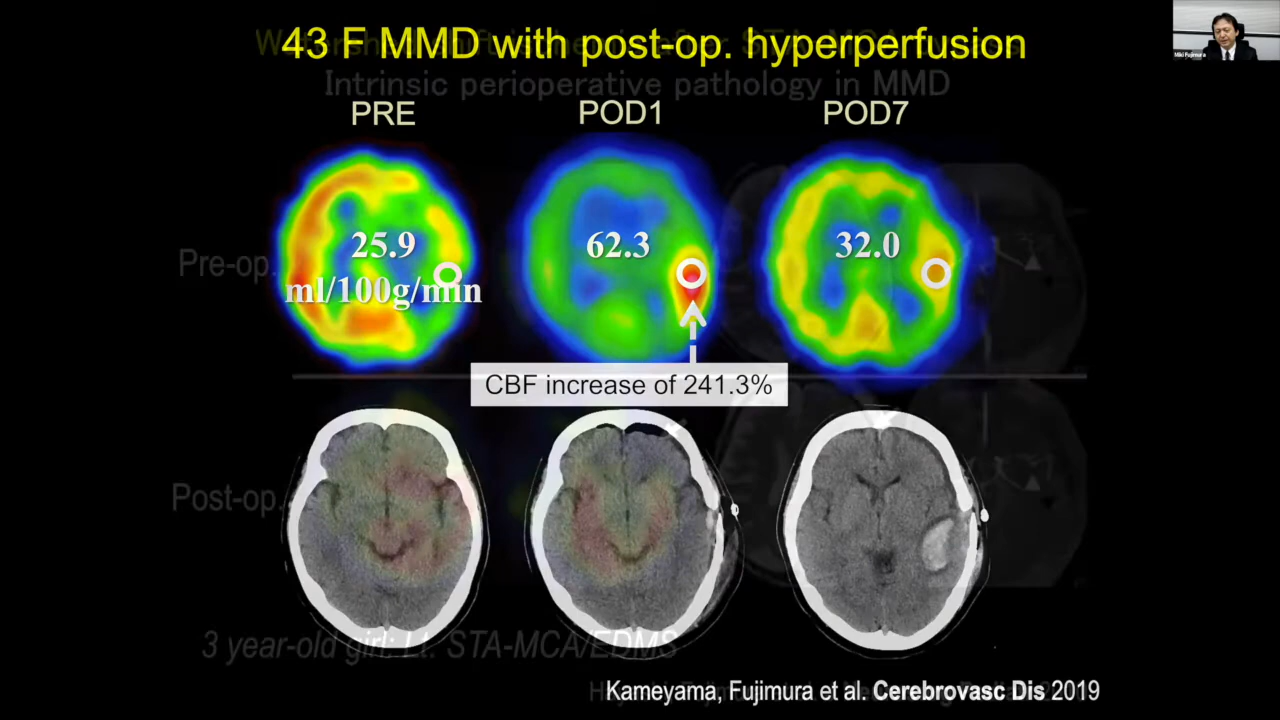 43 F MMD with post-op. hyperperfusion
Intrinsic perioperative pathology in MMD
PRE
POD1
POD7
25.9
ml/100g/min
62.3
32.0
Pre-op.
CBF increase of 241.3%
Post-op.
3 year-old girl: Lt. STA-MCA/EDMS
Kameyama, Fujimura et al. Cerebrovasc Dis 2019
Miki Fujimura